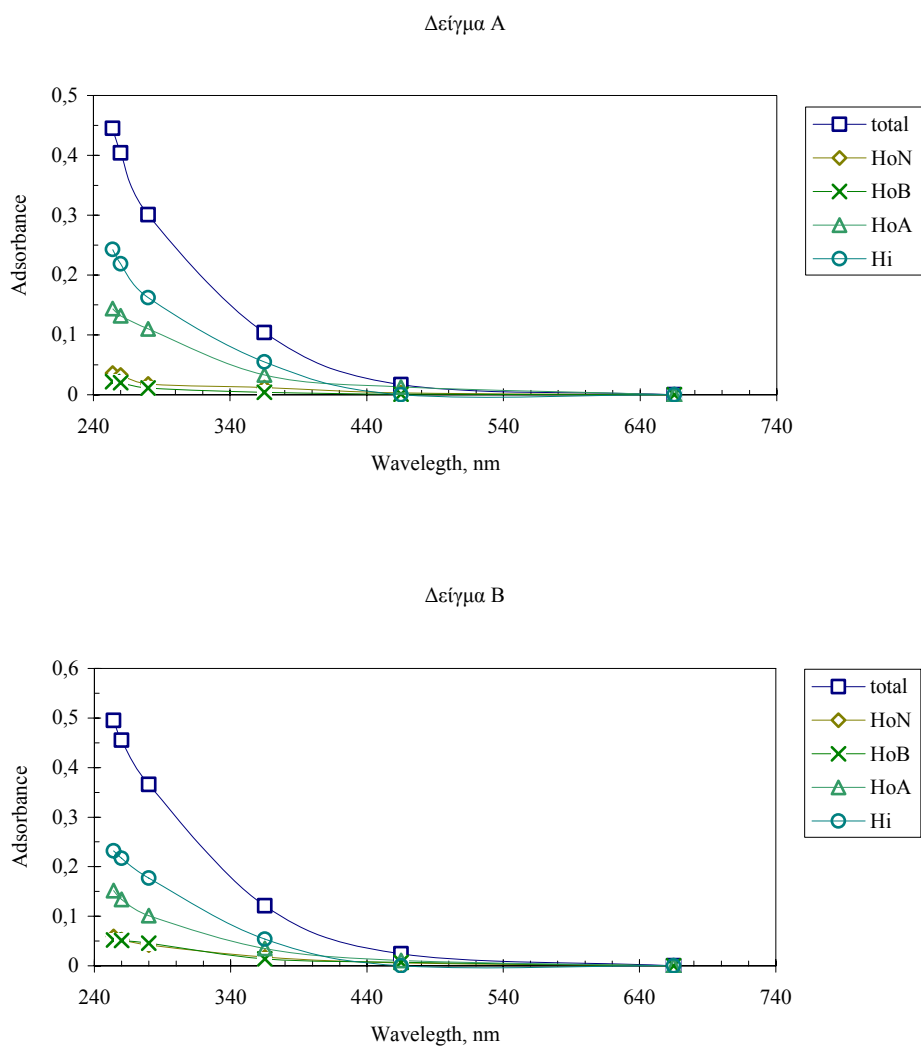 Δείγμα Α
0,5
0,4
0,3
0,2
0,1
0
Adsorbance
240 340 440 540 640 740
Wavelegth, nm
total
HoN
HoB
HoA
Hi
Δείγμα Β
0,6
0,5
0,4
0,3
0,2
0,1
0
Adsorbance
240 340 440 540 640 740
Wavelegth, nm
total
HoN
HoB
HoA
Hi